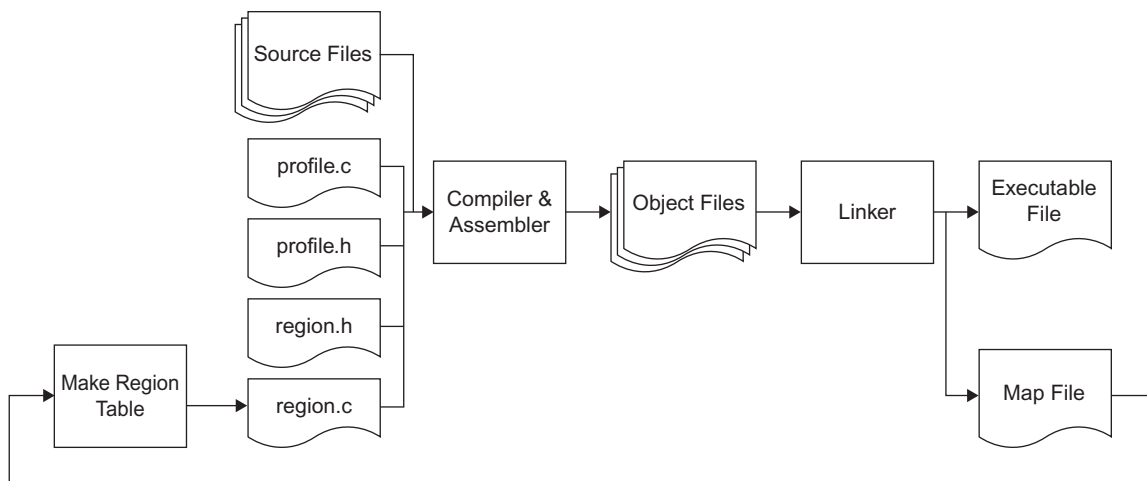 Source Files
profile.c
profile.h
region.h
region.c
Make Region
Table
Compiler &
Assembler
Object Files
Linker
Executable
File
Map File